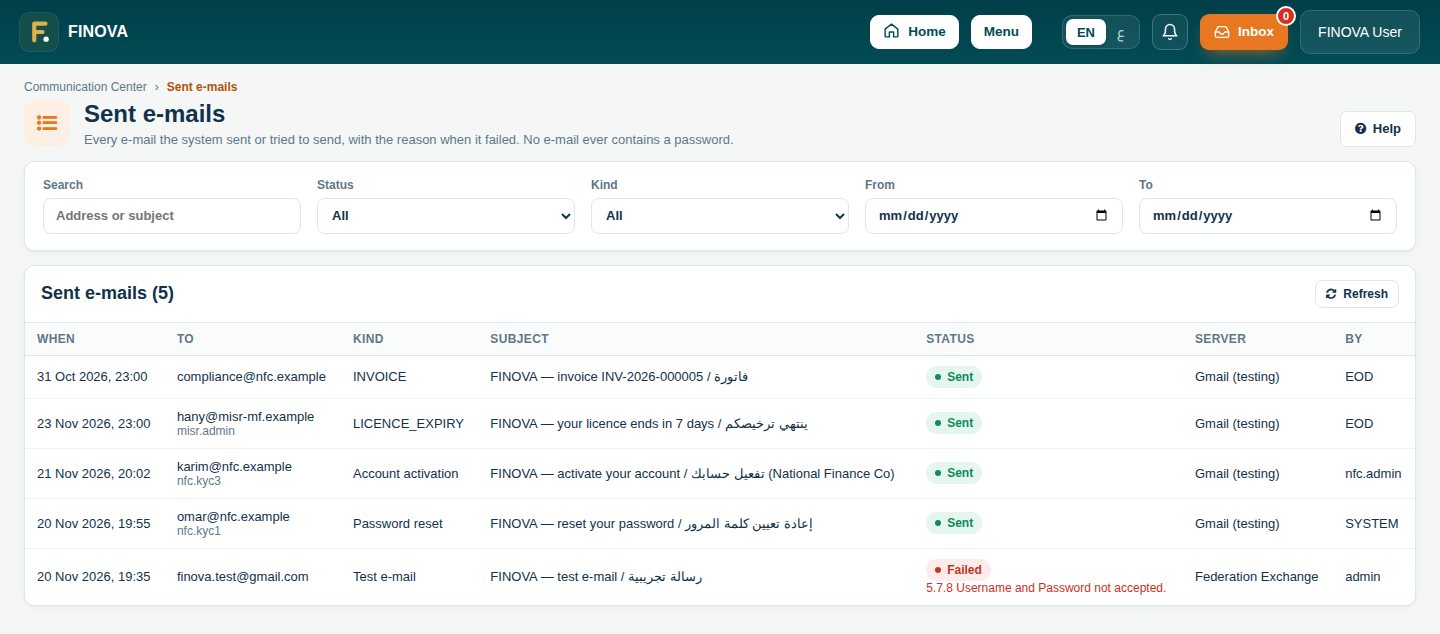 FINOVA
Home
Menu
EN ع
0
Inbox
FINOVA User
Communication Center › Sent e-mails
Sent e-mails
Every e-mail the system sent or tried to send, with the reason when it failed. No e-mail ever contains a password.
Help
Search Status Kind From To
Address or subject All All mm/dd/yyyy mm/dd/yyyy
Sent e-mails (5)
Refresh
WHEN TO KIND SUBJECT STATUS SERVER BY
31 Oct 2026, 23:00 compliance@nfc.example INVOICE FINOVA — invoice INV-2026-000005 / فاتورة Sent Gmail (testing) EOD
23 Nov 2026, 23:00 hany@misr-mf.example LICENCE_EXPIRY FINOVA — your licence ends in 7 days / ينتهي ترخيصكم Sent Gmail (testing) EOD
misr.admin
21 Nov 2026, 20:02 karim@nfc.example Account activation FINOVA — activate your account / تفعيل حسابك (National Finance Co) Sent Gmail (testing) nfc.admin
nfc.kyc3
20 Nov 2026, 19:55 omar@nfc.example Password reset FINOVA — reset your password / إعادة تعيين كلمة المرور Sent Gmail (testing) SYSTEM
nfc.kyc1
20 Nov 2026, 19:35 finova.test@gmail.com Test e-mail FINOVA — test e-mail / رسالة تجريبية Failed Federation Exchange admin
5.7.8 Username and Password not accepted.